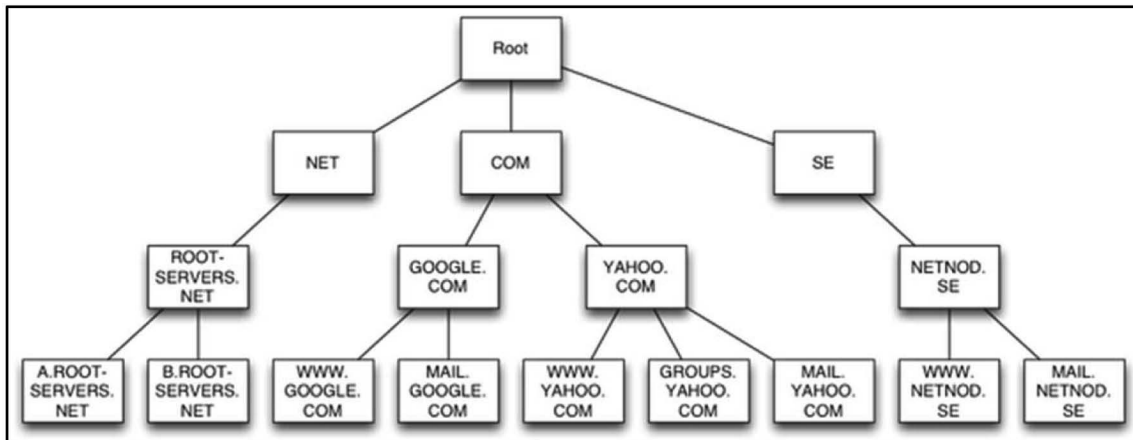 Root
NET
COM
SE
ROOT-
SERVERS.
NET
GOOGLE.
COM
YAHOO.
COM
NETNOD.
SE
A.ROOT-
SERVERS.
NET
B.ROOT-
SERVERS.
NET
WWW.
GOOGLE.
COM
MAIL.
GOOGLE.
COM
WWW.
YAHOO.
COM
GROUPS.
YAHOO.
COM
MAIL.
YAHOO.
COM
WWW.
NETNOD.
SE
MAIL.
NETNOD.
SE